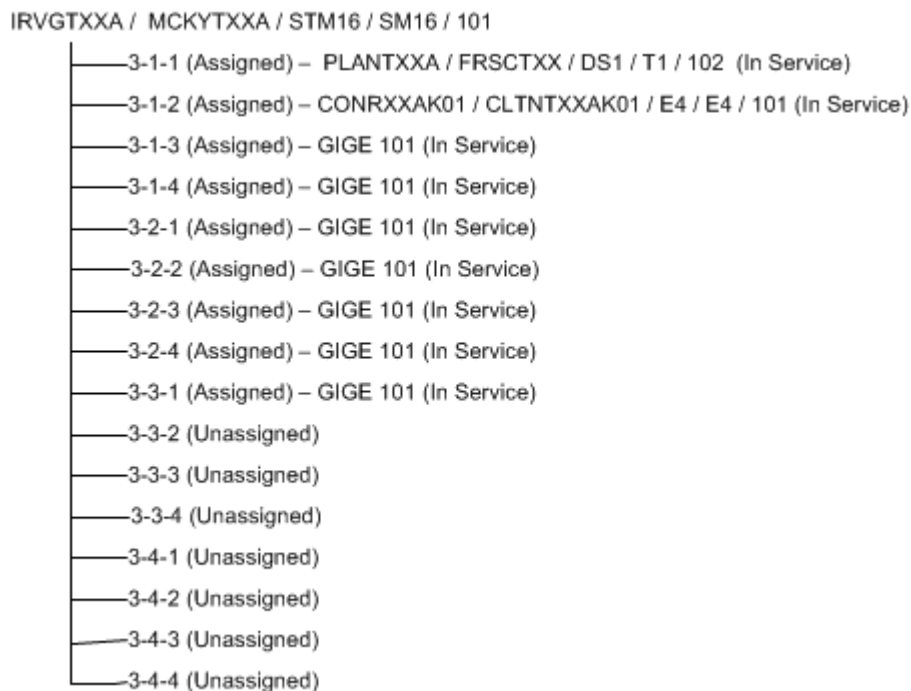 IRVGTXXA / MCKYTXXA / STM16 / SM16 / 101
3-1-1 (Assigned) – PLANTXXA / FRSCTXX / DS1 / T1 / 102 (In Service)
3-1-2 (Assigned) – CONRXXAK01 / CLTNTXXAK01 / E4 / E4 / 101 (In Service)
3-1-3 (Assigned) – GIGE 101 (In Service)
3-1-4 (Assigned) – GIGE 101 (In Service)
3-2-1 (Assigned) – GIGE 101 (In Service)
3-2-2 (Assigned) – GIGE 101 (In Service)
3-2-3 (Assigned) – GIGE 101 (In Service)
3-2-4 (Assigned) – GIGE 101 (In Service)
3-3-1 (Assigned) – GIGE 101 (In Service)
3-3-2 (Unassigned)
3-3-3 (Unassigned)
3-3-4 (Unassigned)
3-4-1 (Unassigned)
3-4-2 (Unassigned)
3-4-3 (Unassigned)
3-4-4 (Unassigned)